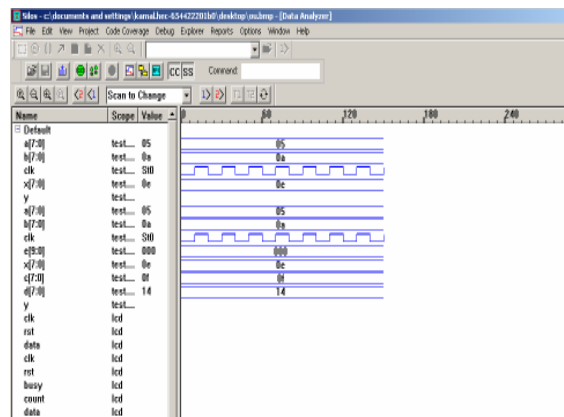 Silos - c:\documents and settings\kamal.hec-654422201b0\desktop\nu.bmp - [Data Analyzer]
File Edit View Project Code Coverage Debug Explorer Reports Options Window Help
CC SS Command:
Scan to Change
Name Scope Value 0 60 120 180 240
Default
a[7:0] test.... 05 05
b[7:0] test.... 0a 0a
clk test.... St0
x[7:0] test.... 0e 0e
y test....
a[7:0] test.... 05 05
b[7:0] test.... 0a 0a
clk test.... St0
e[9:0] test.... 000 000
x[7:0] test.... 0e 0e
c[7:0] test.... 0f 0f
d[7:0] test.... 14 14
y test....
clk lcd
rst lcd
data lcd
clk lcd
rst lcd
busy lcd
count lcd
data lcd